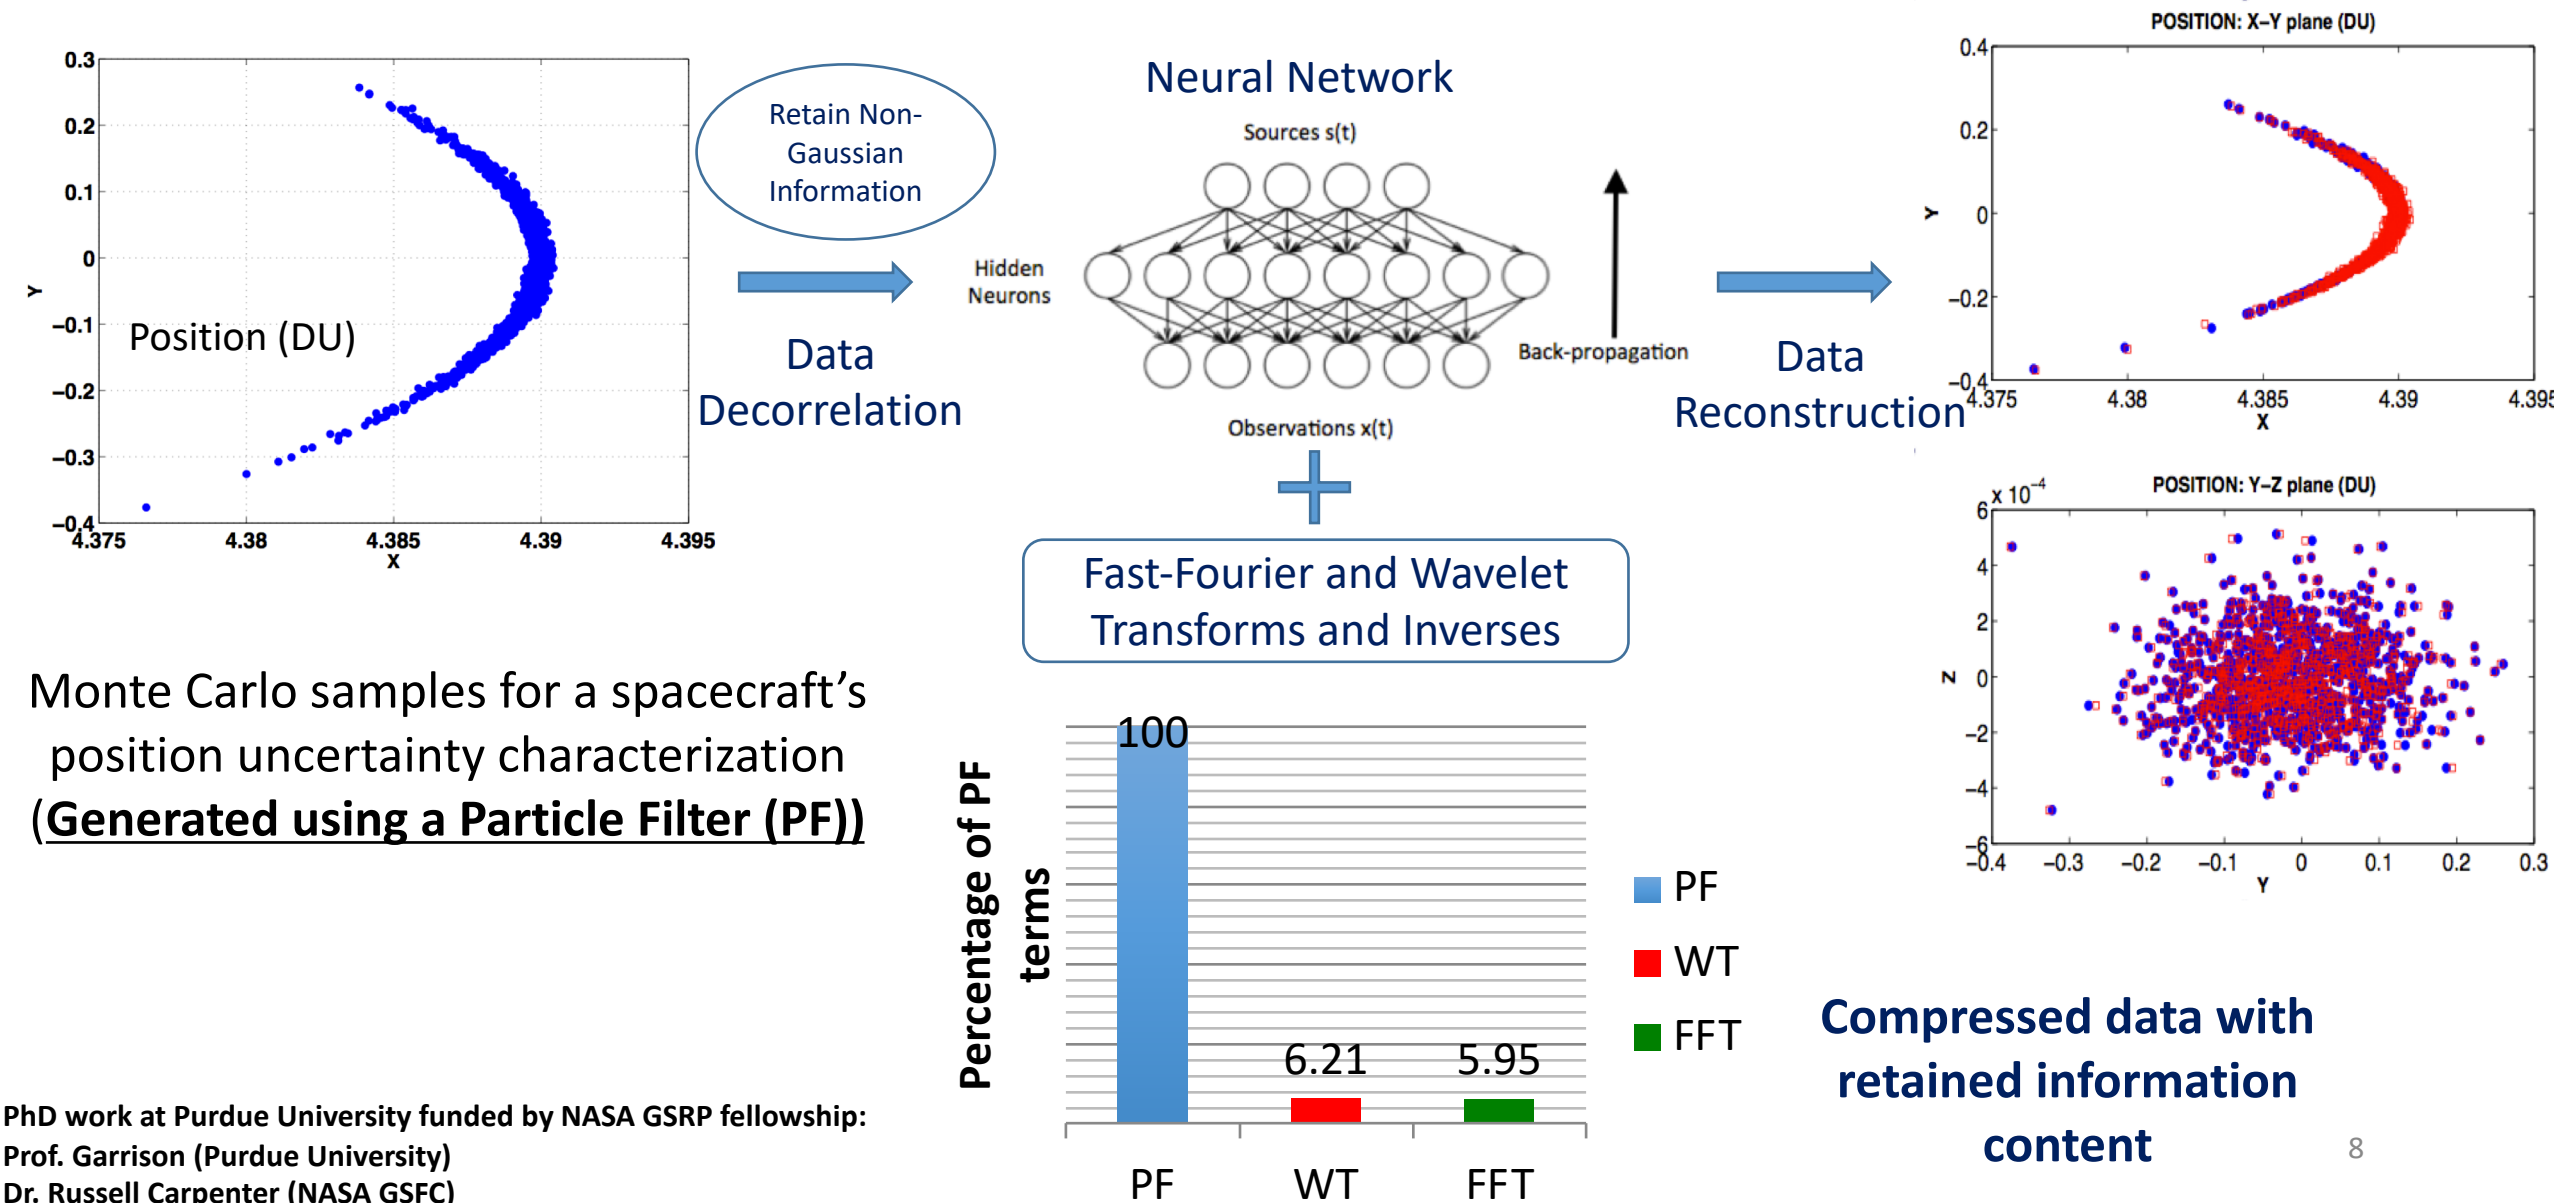 0.3
0.2
0.1
0
−0.1
−0.2
−0.3
−0.4
Y
Position (DU)
4.375
4.38
4.385
4.39
4.395
X
Retain Non-
Gaussian
Information
Data
Decorrelation
Neural Network
Sources s(t)
Hidden
Neurons
Back-propagation
Observations x(t)
Data
Reconstruction
POSITION: X−Y plane (DU)
0.4
0.2
0
−0.2
−0.4
Y
4.375
4.38
4.385
4.39
4.395
X
POSITION: Y−Z plane (DU)
x 10−4
6
4
2
0
−2
−4
−6
Z
−0.4
−0.3
−0.2
−0.1
0
0.1
0.2
0.3
Y
Fast-Fourier and Wavelet
Transforms and Inverses
Monte Carlo samples for a spacecraft’s
position uncertainty characterization
(Generated using a Particle Filter (PF))
Percentage of PF
terms
100
6.21
5.95
PF
WT
FFT
PF
WT
FFT
Compressed data with
retained information
content
8
PhD work at Purdue University funded by NASA GSRP fellowship:
Prof. Garrison (Purdue University)
Dr. Russell Carpenter (NASA GSFC)